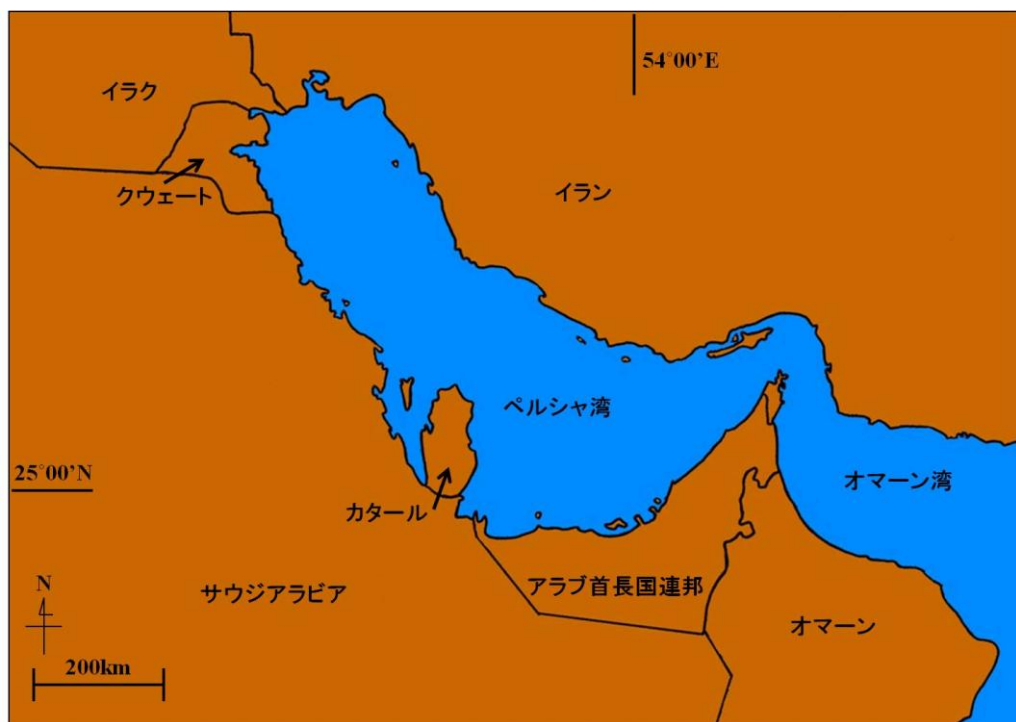 54°00'E
イラク
クウェート
イラン
ペルシャ湾
25°00'N
オマーン湾
カタール
アラブ首長国連邦
サウジアラビア
N
オマーン
200km